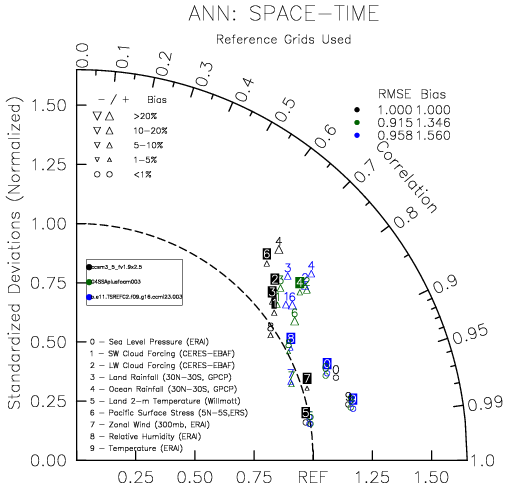 ANN: SPACE-TIME
Reference Grids Used
0.0 0.1 0.2 0.3 0.4 0.5 0.6 0.7 0.8 0.9 0.95 0.99 1.0
Correlation
RMSE Bias
1.000 1.000
0.915 1.346
0.958 1.560
- / + Bias
>20%
10-20%
5-10%
1-5%
<1%
Standardized Deviations (Normalized)
1.50
1.25
1.00
0.75
0.50
0.25
0.00
0 - Sea Level Pressure (ERAI)
1 - SW Cloud Forcing (CERES-EBAF)
2 - LW Cloud Forcing (CERES-EBAF)
3 - Land Rainfall (30N-30S, GPCP)
4 - Ocean Rainfall (30N-30S, GPCP)
5 - Land 2-m Temperature (Willmott)
6 - Pacific Surface Stress (5N-5S,ERS)
7 - Zonal Wind (300mb, ERAI)
8 - Relative Humidity (ERAI)
9 - Temperature (ERAI)
0.25 0.50 0.75 REF 1.25 1.50